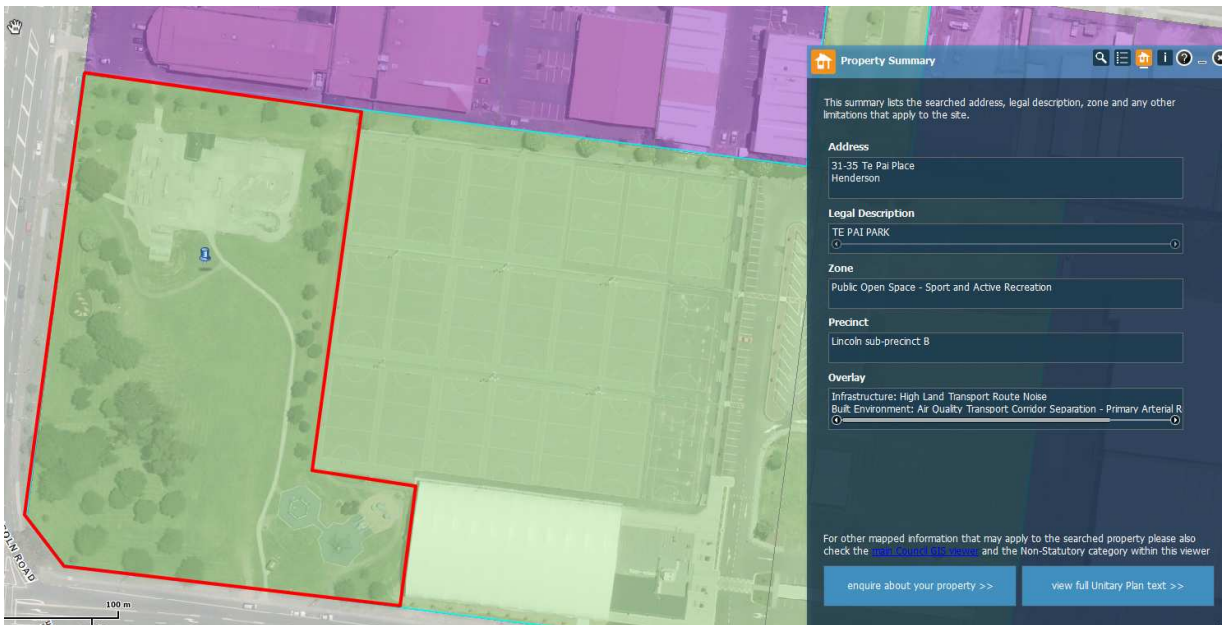 Property Summary
This summary lists the searched address, legal description, zone and any other
limitations that apply to the site.
Address
31-35 Te Pai Place
Henderson
Legal Description
TE PAI PARK
Zone
Public Open Space - Sport and Active Recreation
Precinct
Lincoln sub-precinct B
Overlay
Infrastructure: High Land Transport Route Noise
Built Environment: Air Quality Transport Corridor Separation - Primary Arterial R
For other mapped information that may apply to the searched property please also
check the main Council GIS viewer and the Non-Statutory category within this viewer
enquire about your property >>
view full Unitary Plan text >>
OLN ROAD
100 m